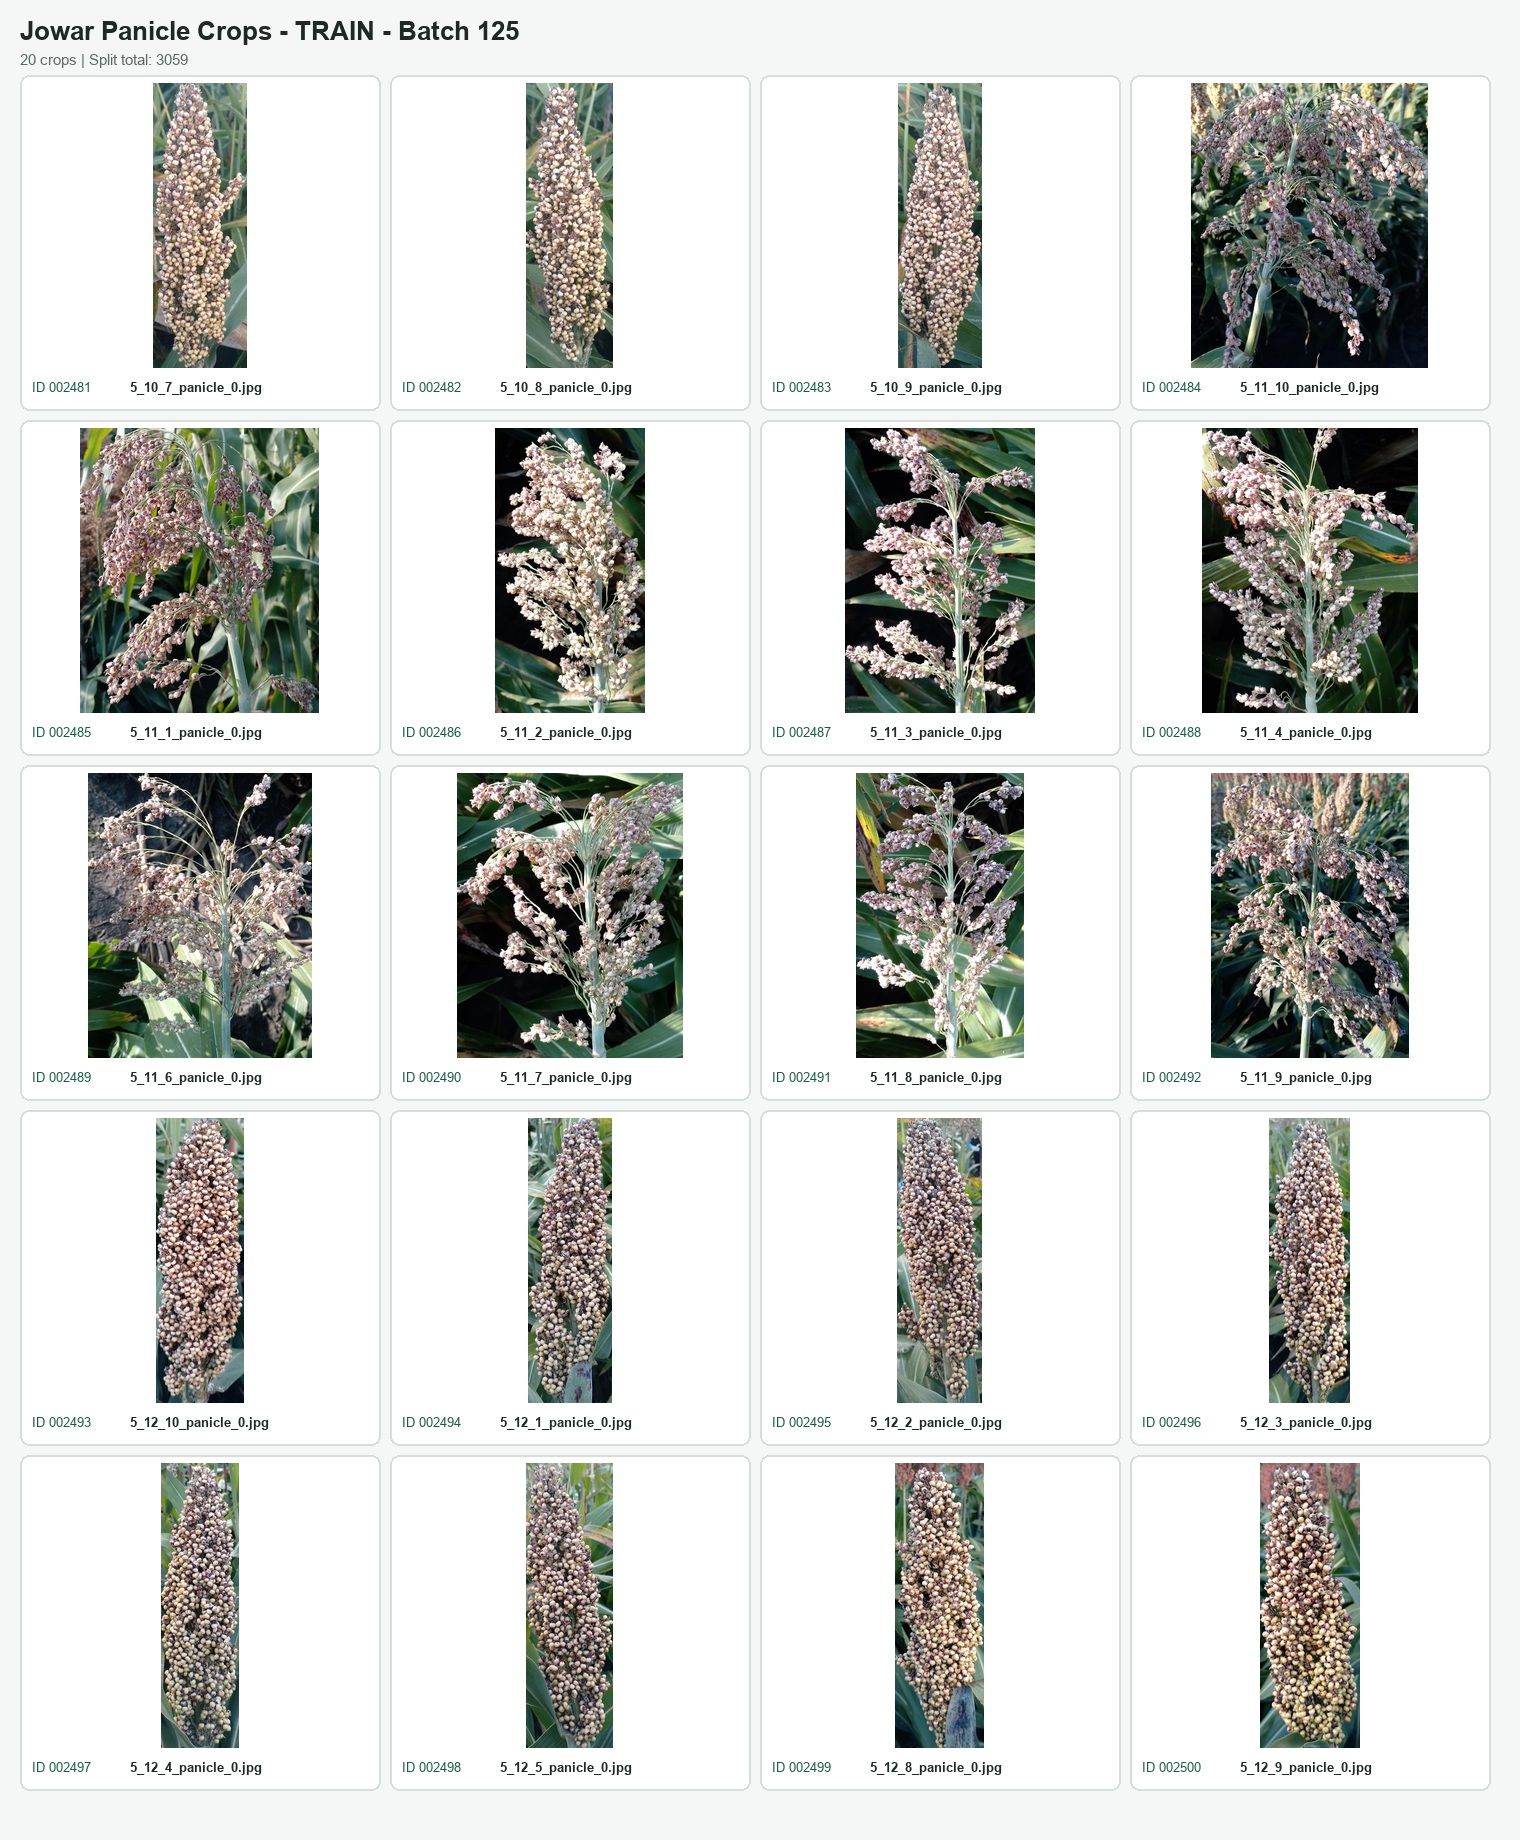 Jowar Panicle Crops - TRAIN - Batch 125
20 crops | Split total: 3059
ID 002481 5_10_7_panicle_0.jpg
ID 002482 5_10_8_panicle_0.jpg
ID 002483 5_10_9_panicle_0.jpg
ID 002484 5_11_10_panicle_0.jpg
ID 002485 5_11_1_panicle_0.jpg
ID 002486 5_11_2_panicle_0.jpg
ID 002487 5_11_3_panicle_0.jpg
ID 002488 5_11_4_panicle_0.jpg
ID 002489 5_11_6_panicle_0.jpg
ID 002490 5_11_7_panicle_0.jpg
ID 002491 5_11_8_panicle_0.jpg
ID 002492 5_11_9_panicle_0.jpg
ID 002493 5_12_10_panicle_0.jpg
ID 002494 5_12_1_panicle_0.jpg
ID 002495 5_12_2_panicle_0.jpg
ID 002496 5_12_3_panicle_0.jpg
ID 002497 5_12_4_panicle_0.jpg
ID 002498 5_12_5_panicle_0.jpg
ID 002499 5_12_8_panicle_0.jpg
ID 002500 5_12_9_panicle_0.jpg